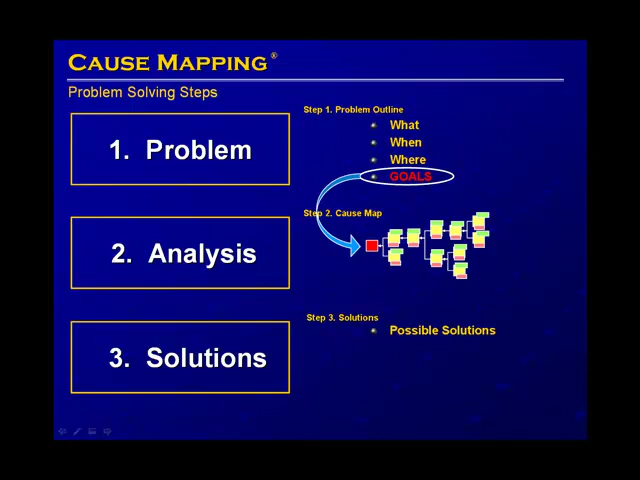 CAUSE MAPPING®
Problem Solving Steps
1. Problem
2. Analysis
3. Solutions
Step 1. Problem Outline
What
When
Where
GOALS
Step 2. Cause Map
Step 3. Solutions
Possible Solutions